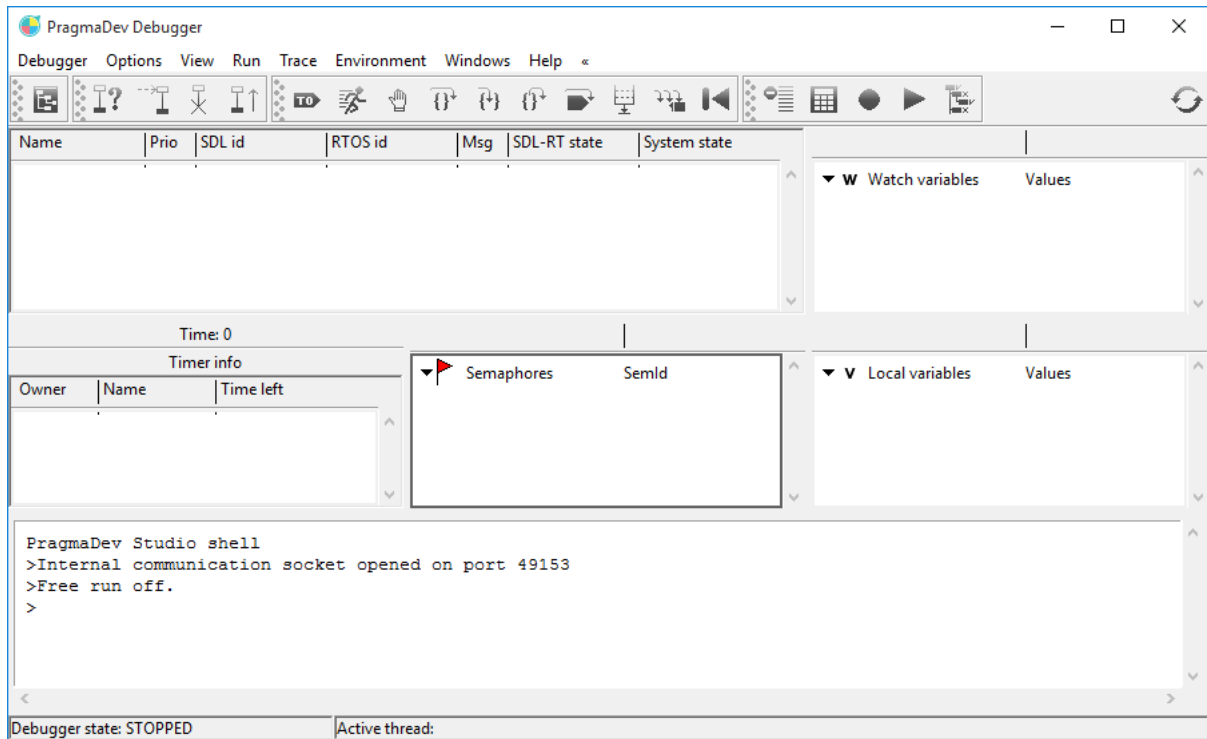 PragmaDev Debugger
Debugger Options View Run Trace Environment Windows Help «
I? TO {} {} {}
Name Prio SDL id RTOS id Msg SDL-RT state System state
W Watch variables Values
Time: 0
Timer info
Owner Name Time left
Semaphores SemId
V Local variables Values
PragmaDev Studio shell
>Internal communication socket opened on port 49153
>Free run off.
>
Debugger state: STOPPED Active thread: